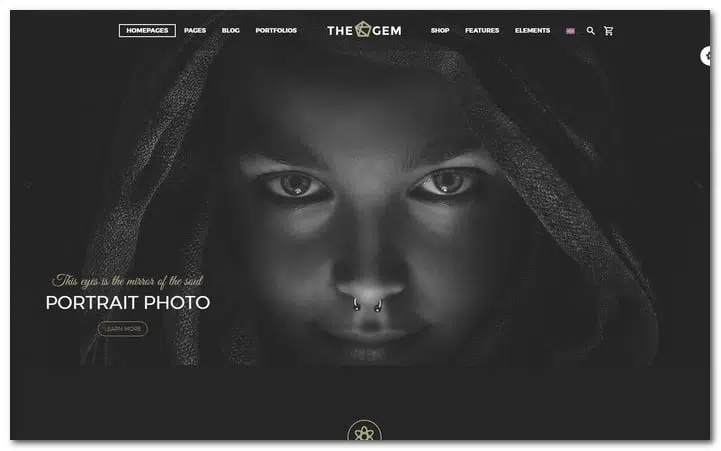 HOMEPAGES PAGES BLOG PORTFOLIOS THE GEM SHOP FEATURES ELEMENTS
This eyes is the mirror of the soul
PORTRAIT PHOTO
LEARN MORE